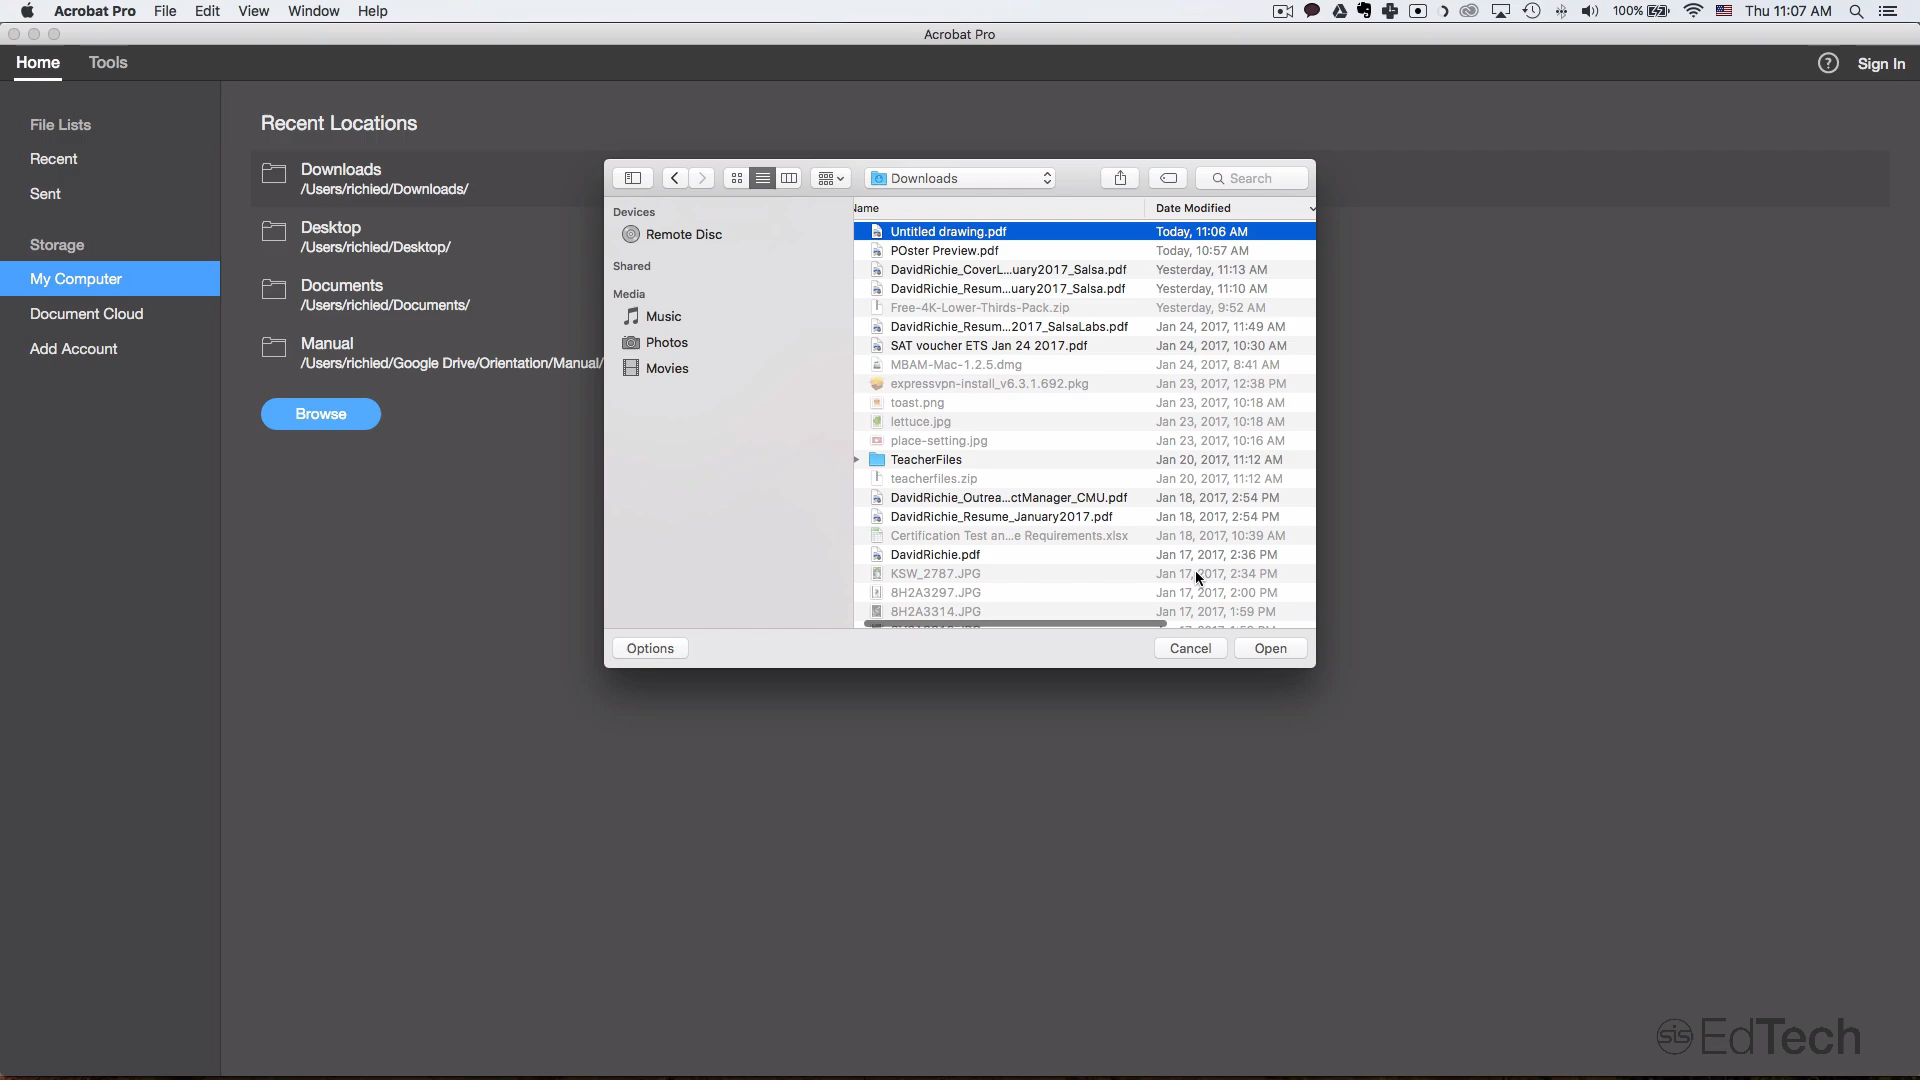 Acrobat Pro File Edit View Window Help 100% Thu 11:07 AM
Acrobat Pro
Home Tools ? Sign In
File Lists
Recent
Sent
Storage
My Computer
Document Cloud
Add Account
Recent Locations
Downloads
/Users/richied/Downloads/
Desktop
/Users/richied/Desktop/
Documents
/Users/richied/Documents/
Manual
/Users/richied/Google Drive/Orientation/Manual/
Browse
Downloads Search
Devices
Remote Disc
Shared
Media
Music
Photos
Movies
Name Date Modified
Untitled drawing.pdf Today, 11:06 AM
POster Preview.pdf Today, 10:57 AM
DavidRichie_CoverL...uary2017_Salsa.pdf Yesterday, 11:13 AM
DavidRichie_Resum...uary2017_Salsa.pdf Yesterday, 11:10 AM
Free-4K-Lower-Thirds-Pack.zip Yesterday, 9:52 AM
DavidRichie_Resum...2017_SalsaLabs.pdf Jan 24, 2017, 11:49 AM
SAT voucher ETS Jan 24 2017.pdf Jan 24, 2017, 10:30 AM
MBAM-Mac-1.2.5.dmg Jan 24, 2017, 8:41 AM
expressvpn-install_v6.3.1.692.pkg Jan 23, 2017, 12:38 PM
toast.png Jan 23, 2017, 10:18 AM
lettuce.jpg Jan 23, 2017, 10:18 AM
place-setting.jpg Jan 23, 2017, 10:16 AM
TeacherFiles Jan 20, 2017, 11:12 AM
teacherfiles.zip Jan 20, 2017, 11:12 AM
DavidRichie_Outrea...ctManager_CMU.pdf Jan 18, 2017, 2:54 PM
DavidRichie_Resume_January2017.pdf Jan 18, 2017, 2:54 PM
Certification Test an...e Requirements.xlsx Jan 18, 2017, 10:39 AM
DavidRichie.pdf Jan 17, 2017, 2:36 PM
KSW_2787.JPG Jan 17, 2017, 2:34 PM
8H2A3297.JPG Jan 17, 2017, 2:00 PM
8H2A3314.JPG Jan 17, 2017, 1:59 PM
Options Cancel Open
sis EdTech